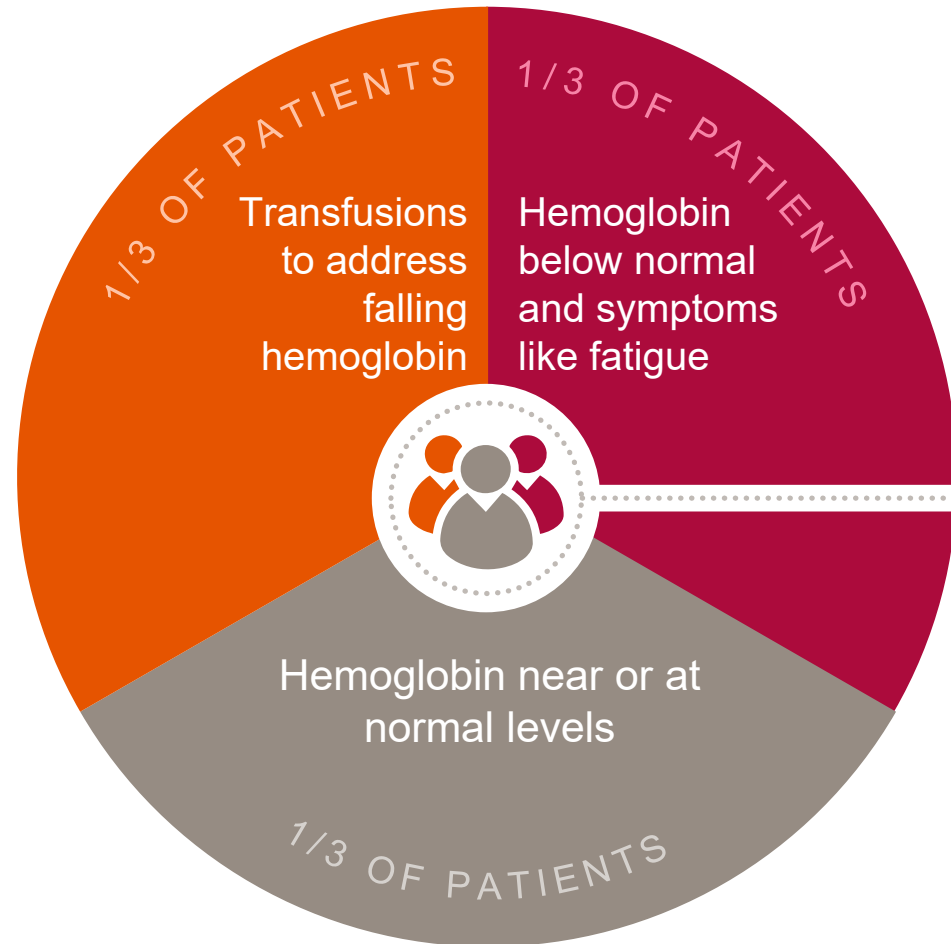 1/3 OF PATIENTS
Transfusions
to address
falling
hemoglobin
1/3 OF PATIENTS
Hemoglobin
below normal
and symptoms
like fatigue
Hemoglobin near or at
normal levels
1/3 OF PATIENTS